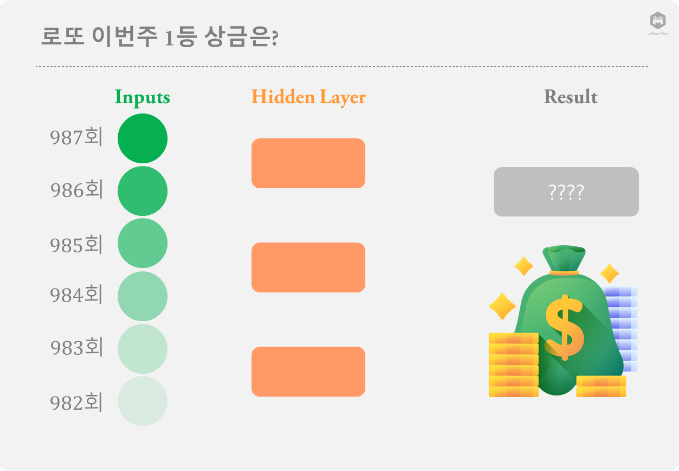 로또 이번주 1등 상금은?
Inputs
Hidden Layer
Result
987회
986회
????
985회
984회
983회
982회
$